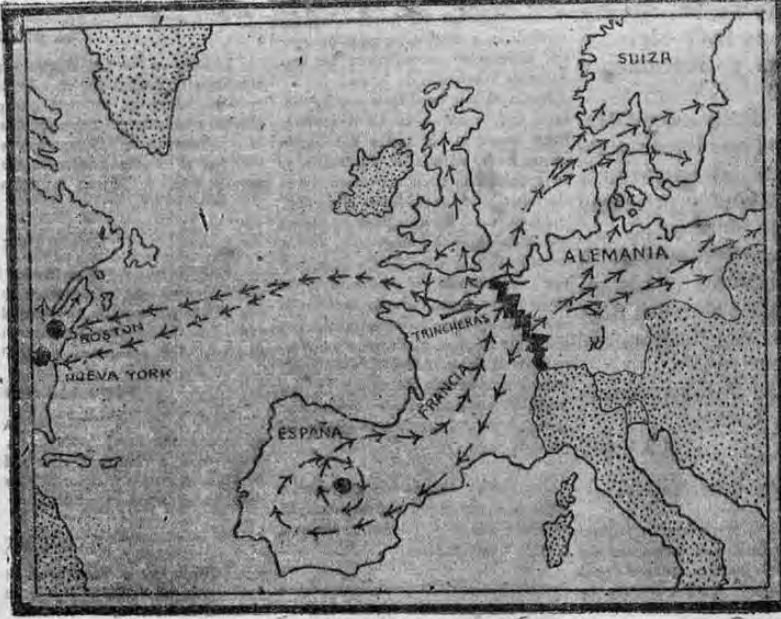 SUIZA
ALEMANIA
BOSTON
TRINCHERAS
NUEVA YORK
FRANCIA
ESPAÑA